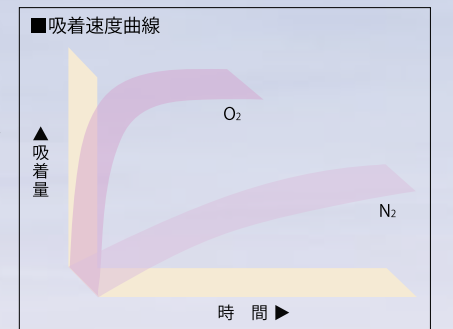 ■吸着速度曲線
O₂
▲吸着量
N₂
時　間▶